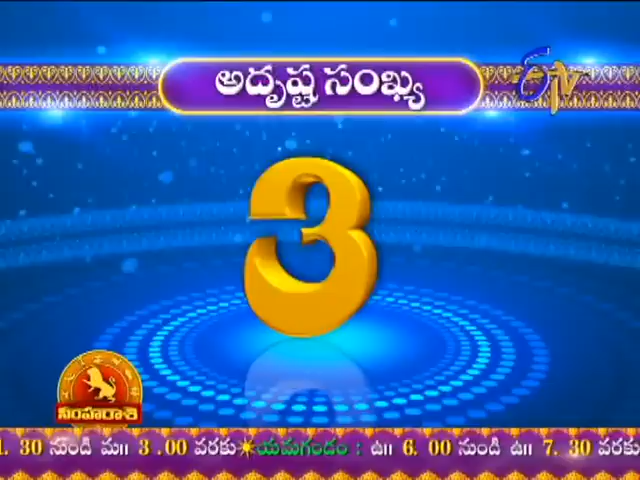 అదృష్ట సంఖ్య
ETV
3
సింహరాశి
1. 30 నుండి మ॥ 3 .00 వరకు☀యమగండం : ఉ॥ 6. 00 నుండి ఉ॥ 7. 30 వరకు